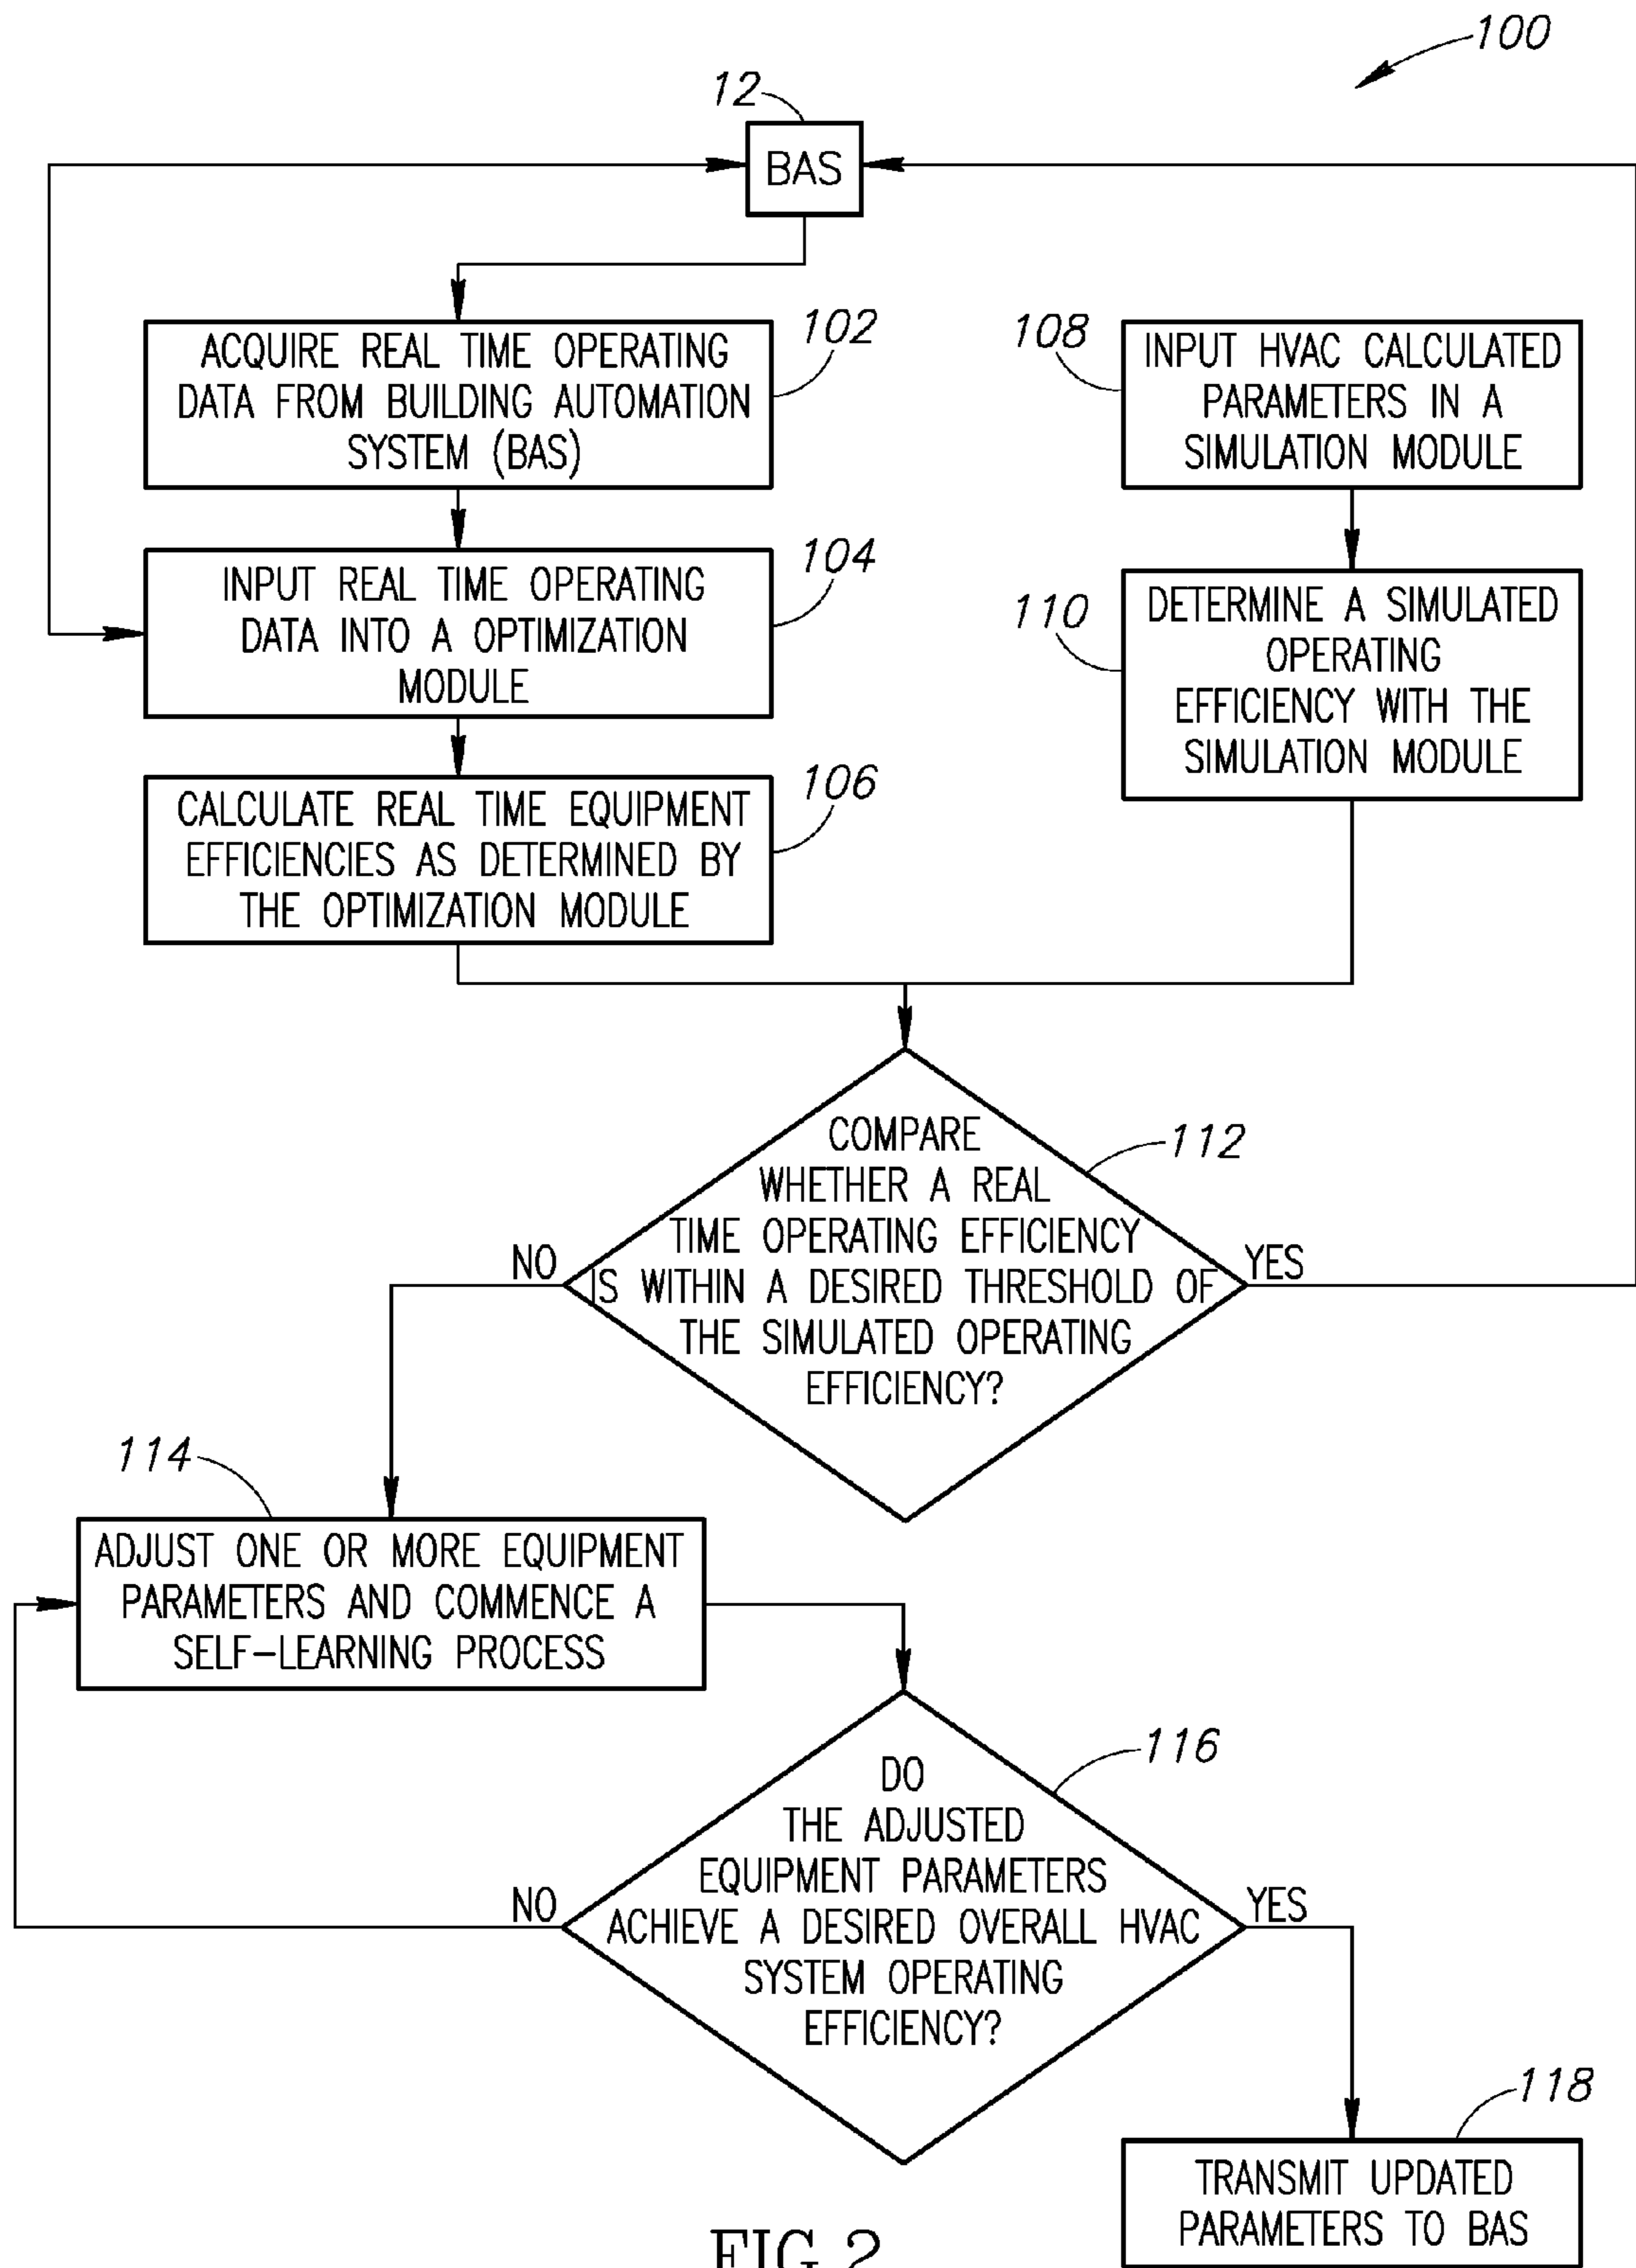 100
12
BAS
102
ACQUIRE REAL TIME OPERATING
DATA FROM BUILDING AUTOMATION
SYSTEM (BAS)
108
INPUT HVAC CALCULATED
PARAMETERS IN A
SIMULATION MODULE
104
INPUT REAL TIME OPERATING
DATA INTO A OPTIMIZATION
MODULE
110
DETERMINE A SIMULATED
OPERATING
EFFICIENCY WITH THE
SIMULATION MODULE
106
CALCULATE REAL TIME EQUIPMENT
EFFICIENCIES AS DETERMINED BY
THE OPTIMIZATION MODULE
112
COMPARE
WHETHER A REAL
TIME OPERATING EFFICIENCY
IS WITHIN A DESIRED THRESHOLD OF
THE SIMULATED OPERATING
EFFICIENCY?
NO
YES
114
ADJUST ONE OR MORE EQUIPMENT
PARAMETERS AND COMMENCE A
SELF-LEARNING PROCESS
116
DO
THE ADJUSTED
EQUIPMENT PARAMETERS
ACHIEVE A DESIRED OVERALL HVAC
SYSTEM OPERATING
EFFICIENCY?
NO
YES
118
TRANSMIT UPDATED
PARAMETERS TO BAS
FIG.2